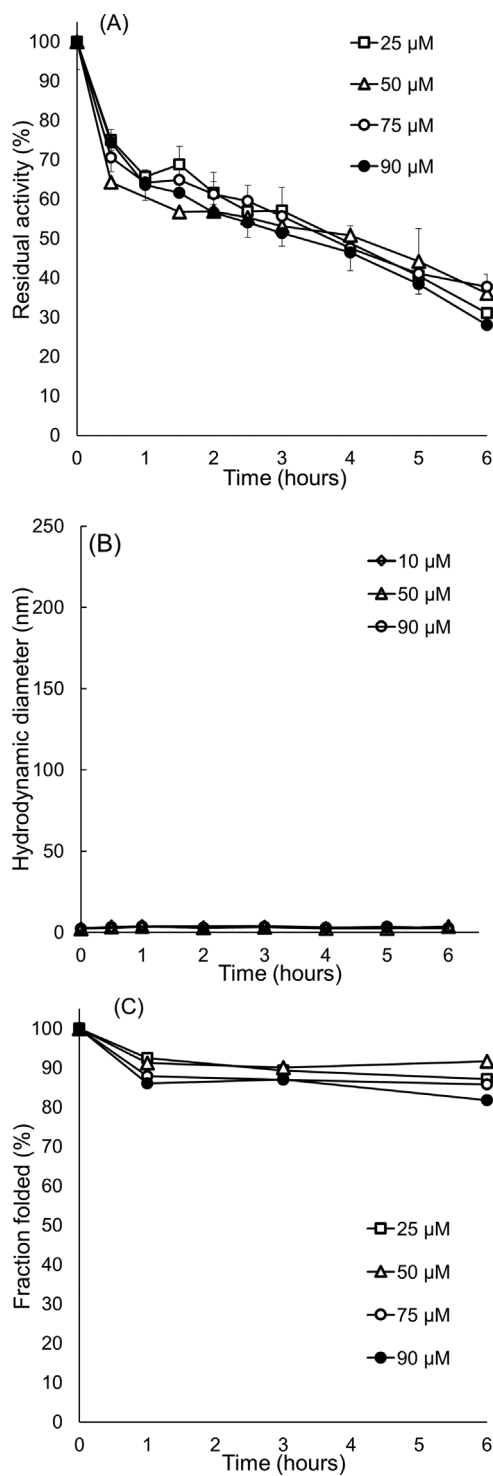 (A)
Residual activity (%)
100
90
80
70
60
50
40
30
20
10
0
25 µM
50 µM
75 µM
90 µM
0 1 2 3 4 5 6
Time (hours)
(B)
Hydrodynamic diameter (nm)
250
200
150
100
50
0
10 µM
50 µM
90 µM
0 1 2 3 4 5 6
Time (hours)
(C)
Fraction folded (%)
100
90
80
70
60
50
40
30
20
10
0
25 µM
50 µM
75 µM
90 µM
0 1 2 3 4 5 6
Time (hours)